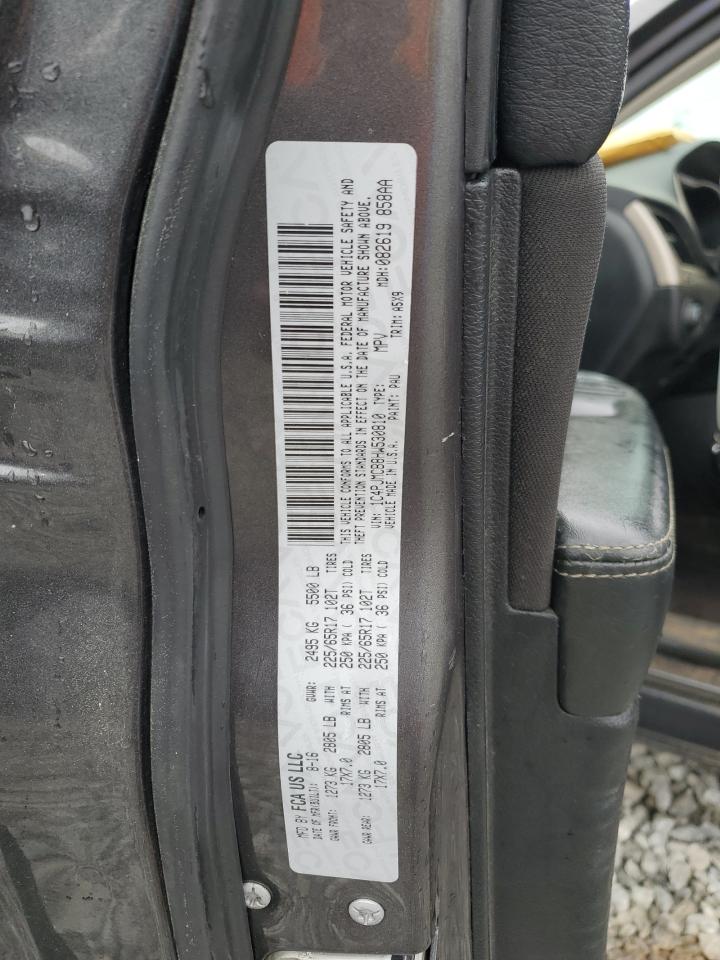 MFD BY FCA US LLC
DATE OF MFR(BUILT): 8-16 GVWR: 2495 KG 5500 LB
GAWR FRONT: 1273 KG 2805 LB WITH 225/65R17 102T TIRES
17X7.0 RIMS AT 250 KPA ( 36 PSI) COLD
GAWR REAR: 1273 KG 2805 LB WITH 225/65R17 102T TIRES
17X7.0 RIMS AT 250 KPA ( 36 PSI) COLD
THIS VEHICLE CONFORMS TO ALL APPLICABLE U.S.A. FEDERAL MOTOR VEHICLE SAFETY AND
THEFT PREVENTION STANDARDS IN EFFECT ON THE DATE OF MANUFACTURE SHOWN ABOVE.
VIN: 1C4PJMCB8HW530810 TYPE: MPV MDH: 082619 858AA
VEHICLE MADE IN U.S.A. PAINT: PAU TRIM: A5X9